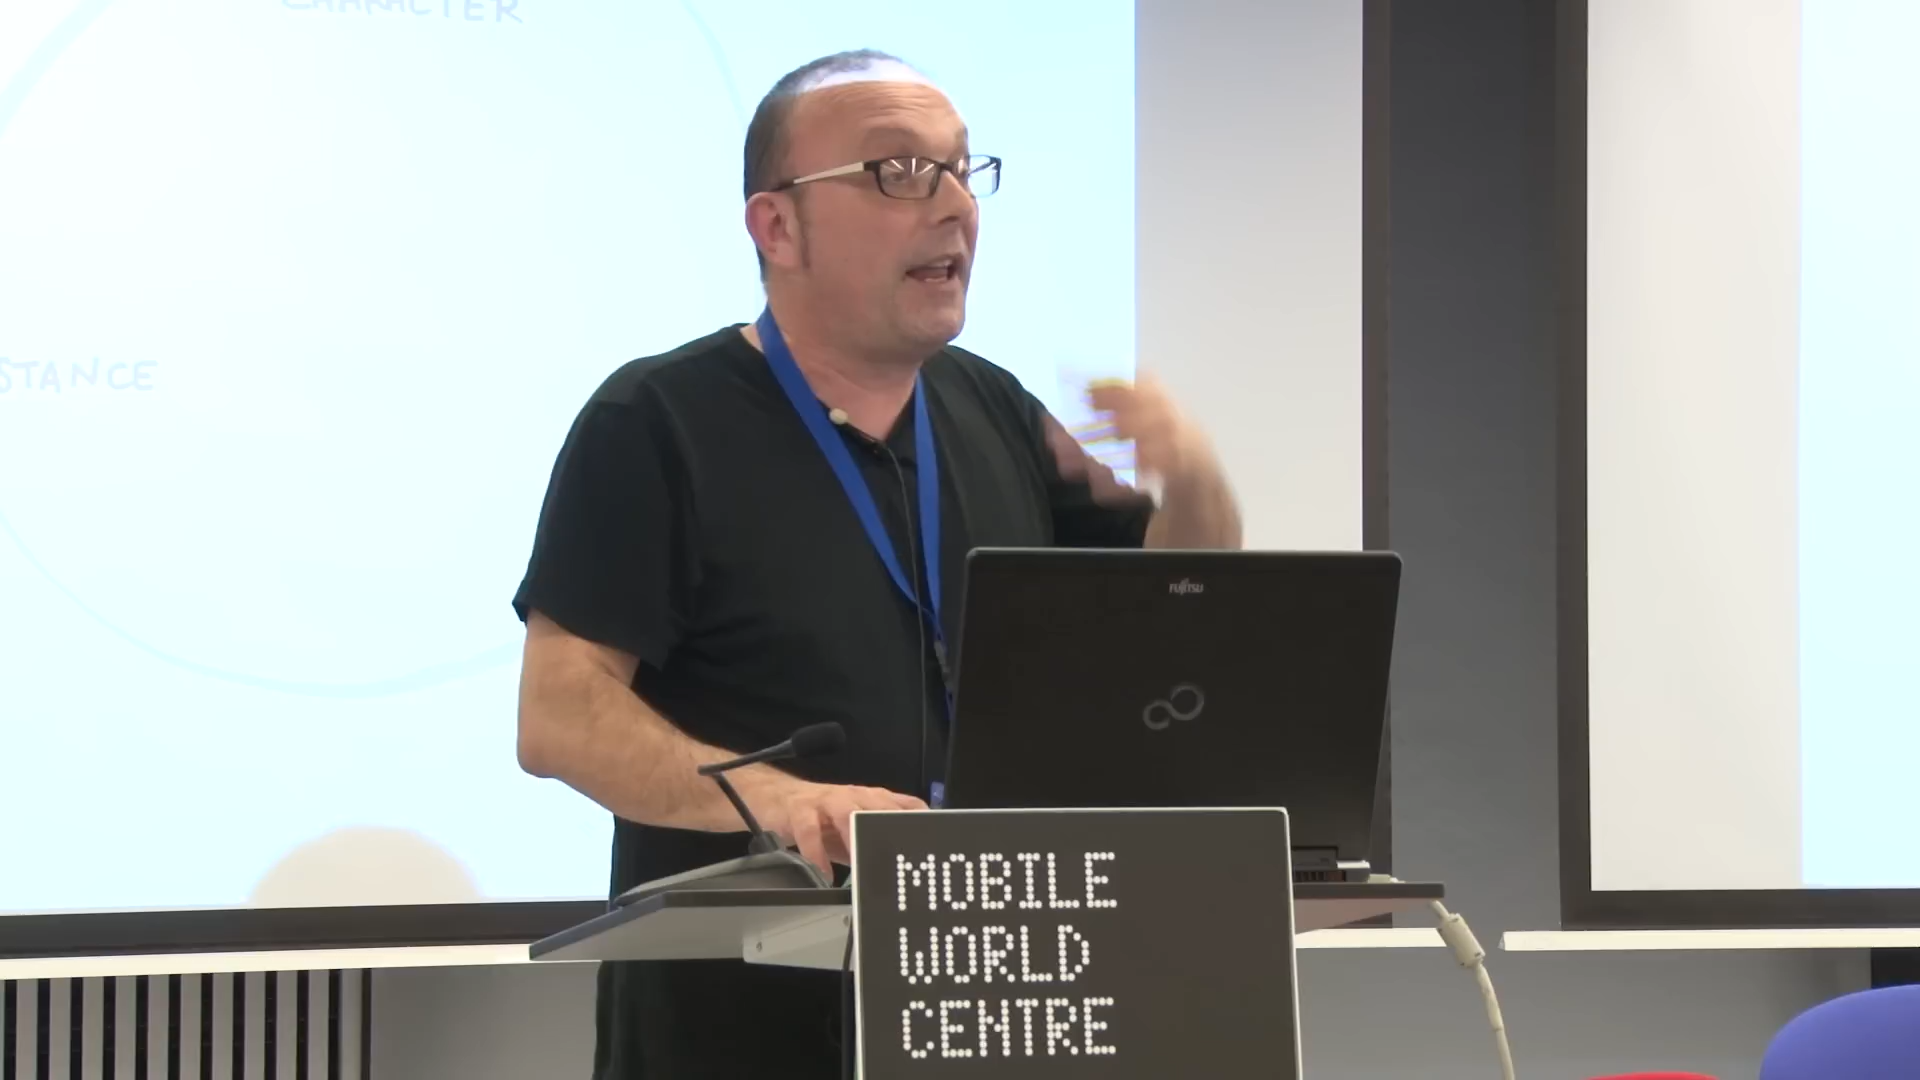 CHARACTER
STANCE
FUJITSU
MOBILE
WORLD
CENTRE